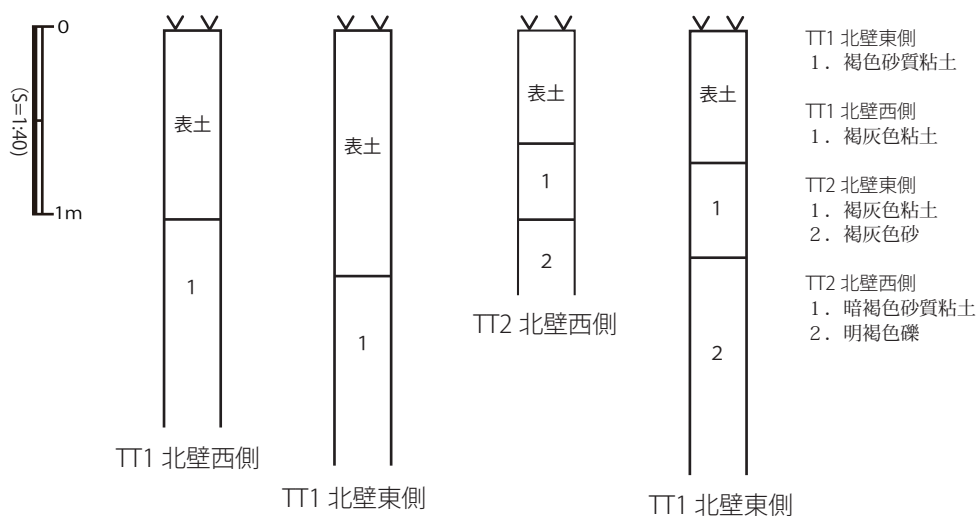 0
(S=1:40)
1m
表土
1
TT1 北壁西側
表土
1
TT1 北壁東側
表土
1
2
TT2 北壁西側
表土
1
2
TT1 北壁東側
TT1 北壁東側
1. 褐色砂質粘土
TT1 北壁西側
1. 褐灰色粘土
TT2 北壁東側
1. 褐灰色粘土
2. 褐灰色砂
TT2 北壁西側
1. 暗褐色砂質粘土
2. 明褐色礫